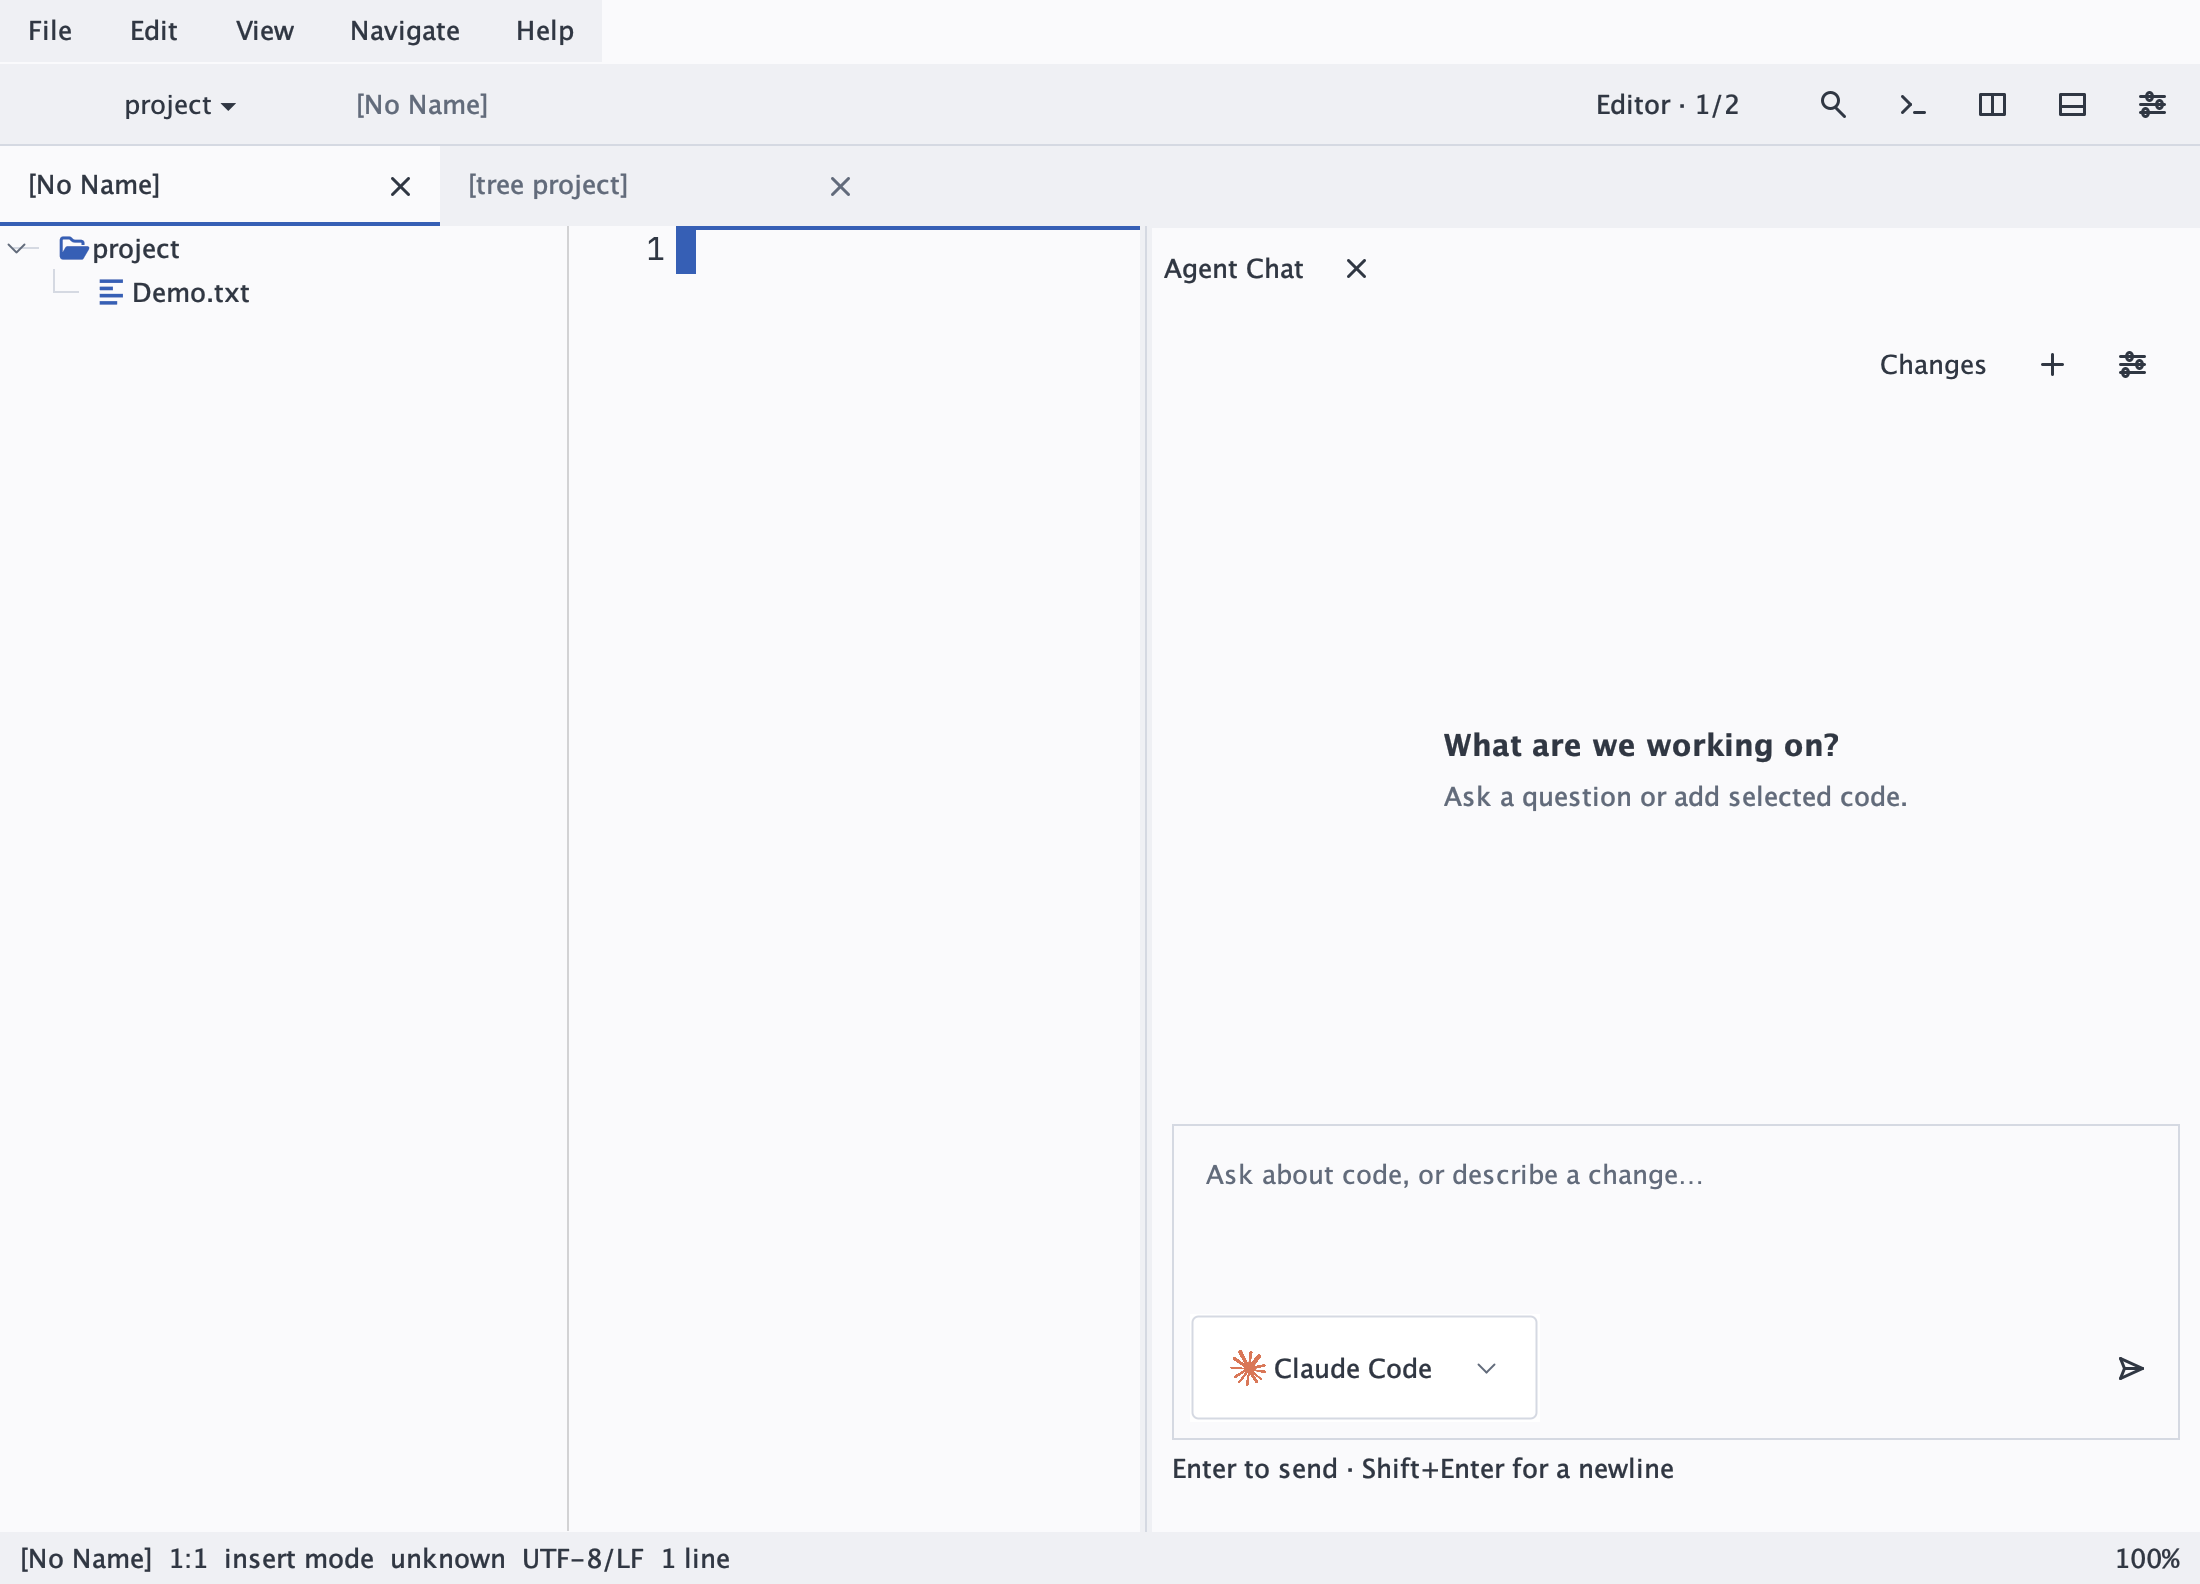 File Edit View Navigate Help
project [No Name] Editor · 1/2
[No Name] [tree project]
project
Demo.txt
1
Agent Chat
Changes
What are we working on?
Ask a question or add selected code.
Ask about code, or describe a change...
Claude Code
Enter to send · Shift+Enter for a newline
[No Name] 1:1 insert mode unknown UTF-8/LF 1 line 100%